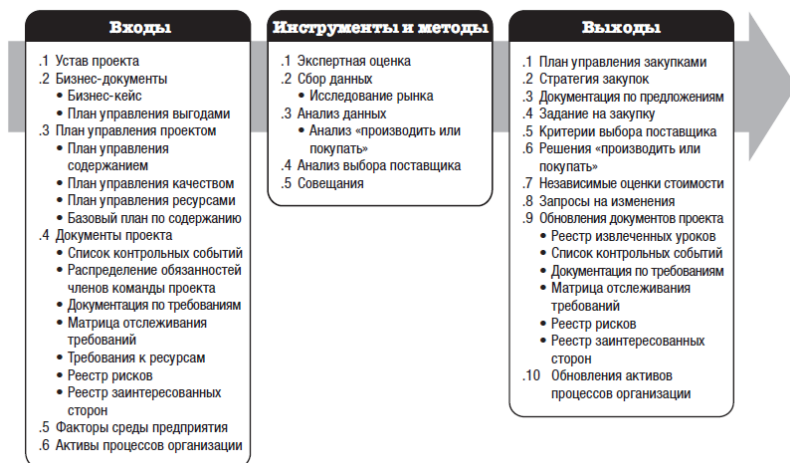 Входы
.1 Устав проекта
.2 Бизнес-документы
• Бизнес-кейс
• План управления выгодами
.3 План управления проектом
• План управления
содержанием
• План управления качеством
• План управления ресурсами
• Базовый план по содержанию
.4 Документы проекта
• Список контрольных событий
• Распределение обязанностей
членов команды проекта
• Документация по требованиям
• Матрица отслеживания
требований
• Требования к ресурсам
• Реестр рисков
• Реестр заинтересованных
сторон
.5 Факторы среды предприятия
.6 Активы процессов организации
Инструменты и методы
.1 Экспертная оценка
.2 Сбор данных
• Исследование рынка
.3 Анализ данных
• Анализ «производить или
покупать»
.4 Анализ выбора поставщика
.5 Совещания
Выходы
.1 План управления закупками
.2 Стратегия закупок
.3 Документация по предложениям
.4 Задание на закупку
.5 Критерии выбора поставщика
.6 Решения «производить или
покупать»
.7 Независимые оценки стоимости
.8 Запросы на изменения
.9 Обновления документов проекта
• Реестр извлеченных уроков
• Список контрольных событий
• Документация по требованиям
• Матрица отслеживания
требований
• Реестр рисков
• Реестр заинтересованных
сторон
.10 Обновления активов
процессов организации